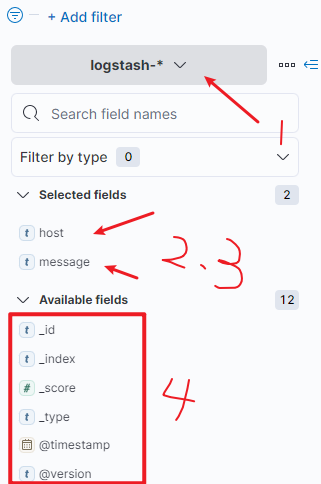 + Add filter
logstash-*
Search field names
1
Filter by type 0
Selected fields 2
t host
t message
2.3
Available fields 12
t _id
t _index
# _score
4
t _type
@timestamp
t @version